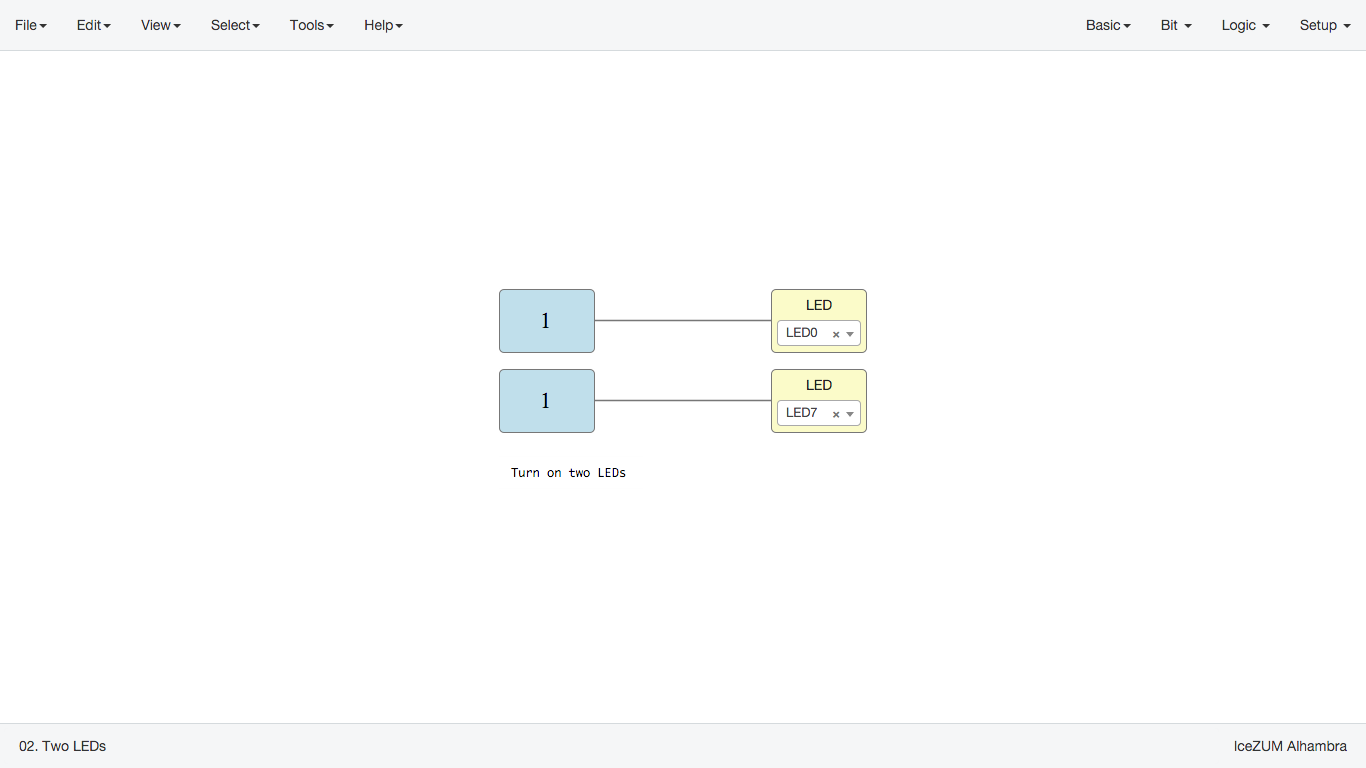 File Edit View Select Tools Help Basic Bit Logic Setup
1 LED
LED0
1 LED
LED7
Turn on two LEDs
02. Two LEDs IceZUM Alhambra